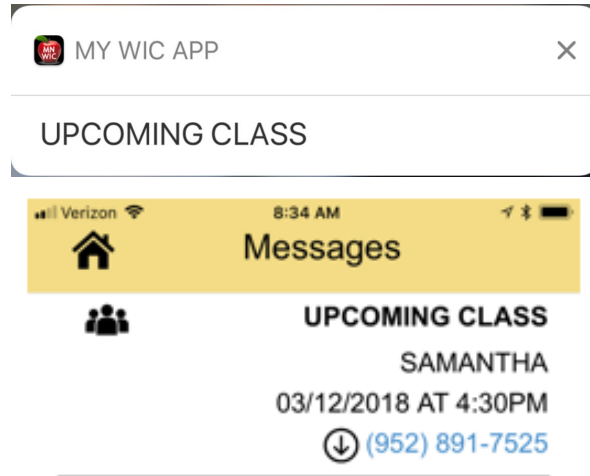 MN
WIC
MY WIC APP
UPCOMING CLASS
Verizon 8:34 AM
Messages
UPCOMING CLASS
SAMANTHA
03/12/2018 AT 4:30PM
(952) 891-7525